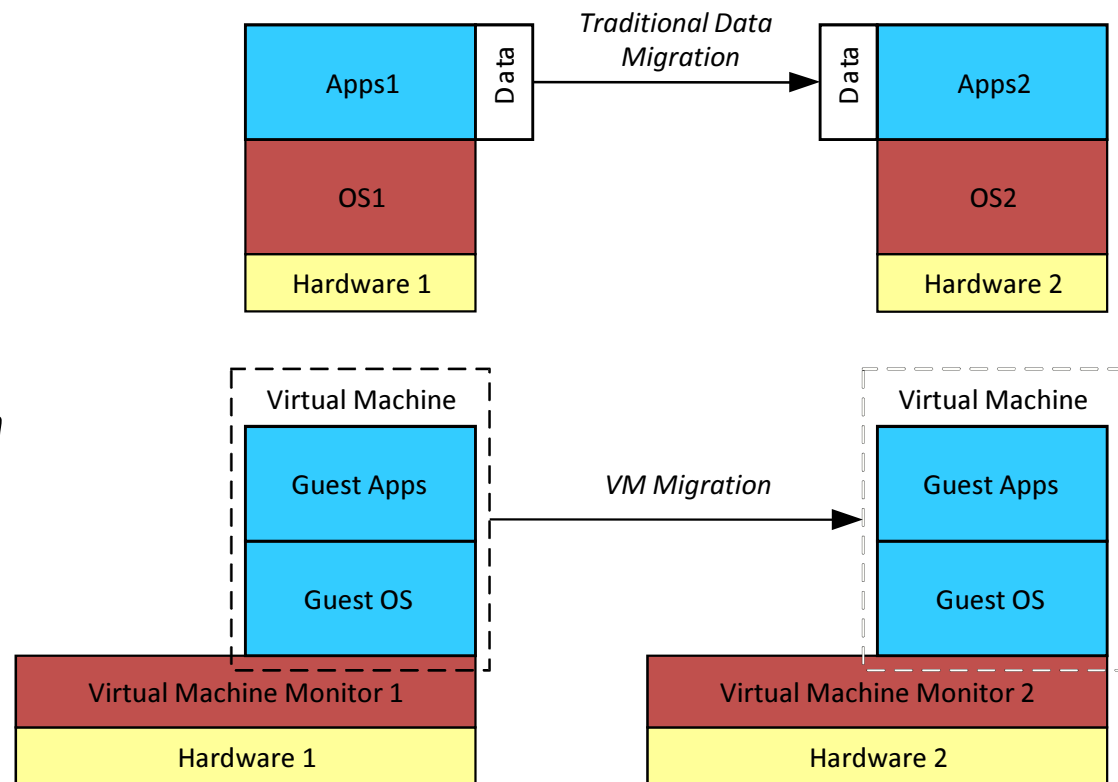 Traditional Data
Migration
Apps1
Data
Data
Apps2
OS1
OS2
Hardware 1
Hardware 2
Virtual Machine
Virtual Machine
Guest Apps
VM Migration
Guest Apps
Guest OS
Guest OS
Virtual Machine Monitor 1
Virtual Machine Monitor 2
Hardware 1
Hardware 2